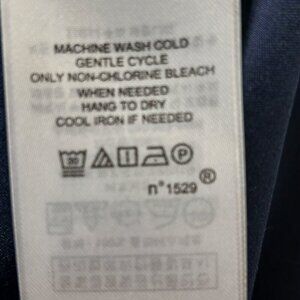 MACHINE WASH COLD
GENTLE CYCLE
ONLY NON-CHLORINE BLEACH
WHEN NEEDED
HANG TO DRY
COOL IRON IF NEEDED
30 P
n°1529 ®